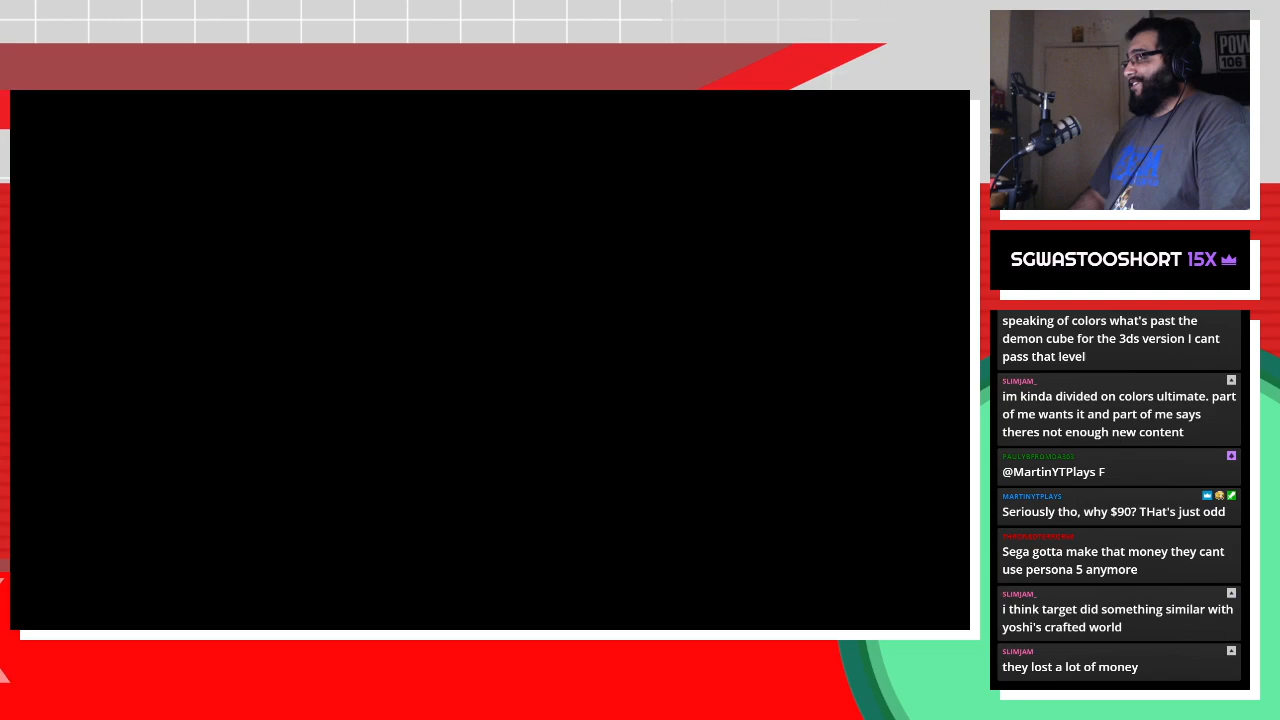 POW
106
SGWASTOOSHORT 15X
speaking of colors what's past the
demon cube for the 3ds version I cant
pass that level
SLIMJAM_
im kinda divided on colors ultimate. part
of me wants it and part of me says
theres not enough new content
@MartinYTPlays F
MARTINYTPLAYS
Seriously tho, why $90? THat's just odd
Sega gotta make that money they cant
use persona 5 anymore
SLIMJAM_
i think target did something similar with
yoshi's crafted world
SLIMJAM
they lost a lot of money